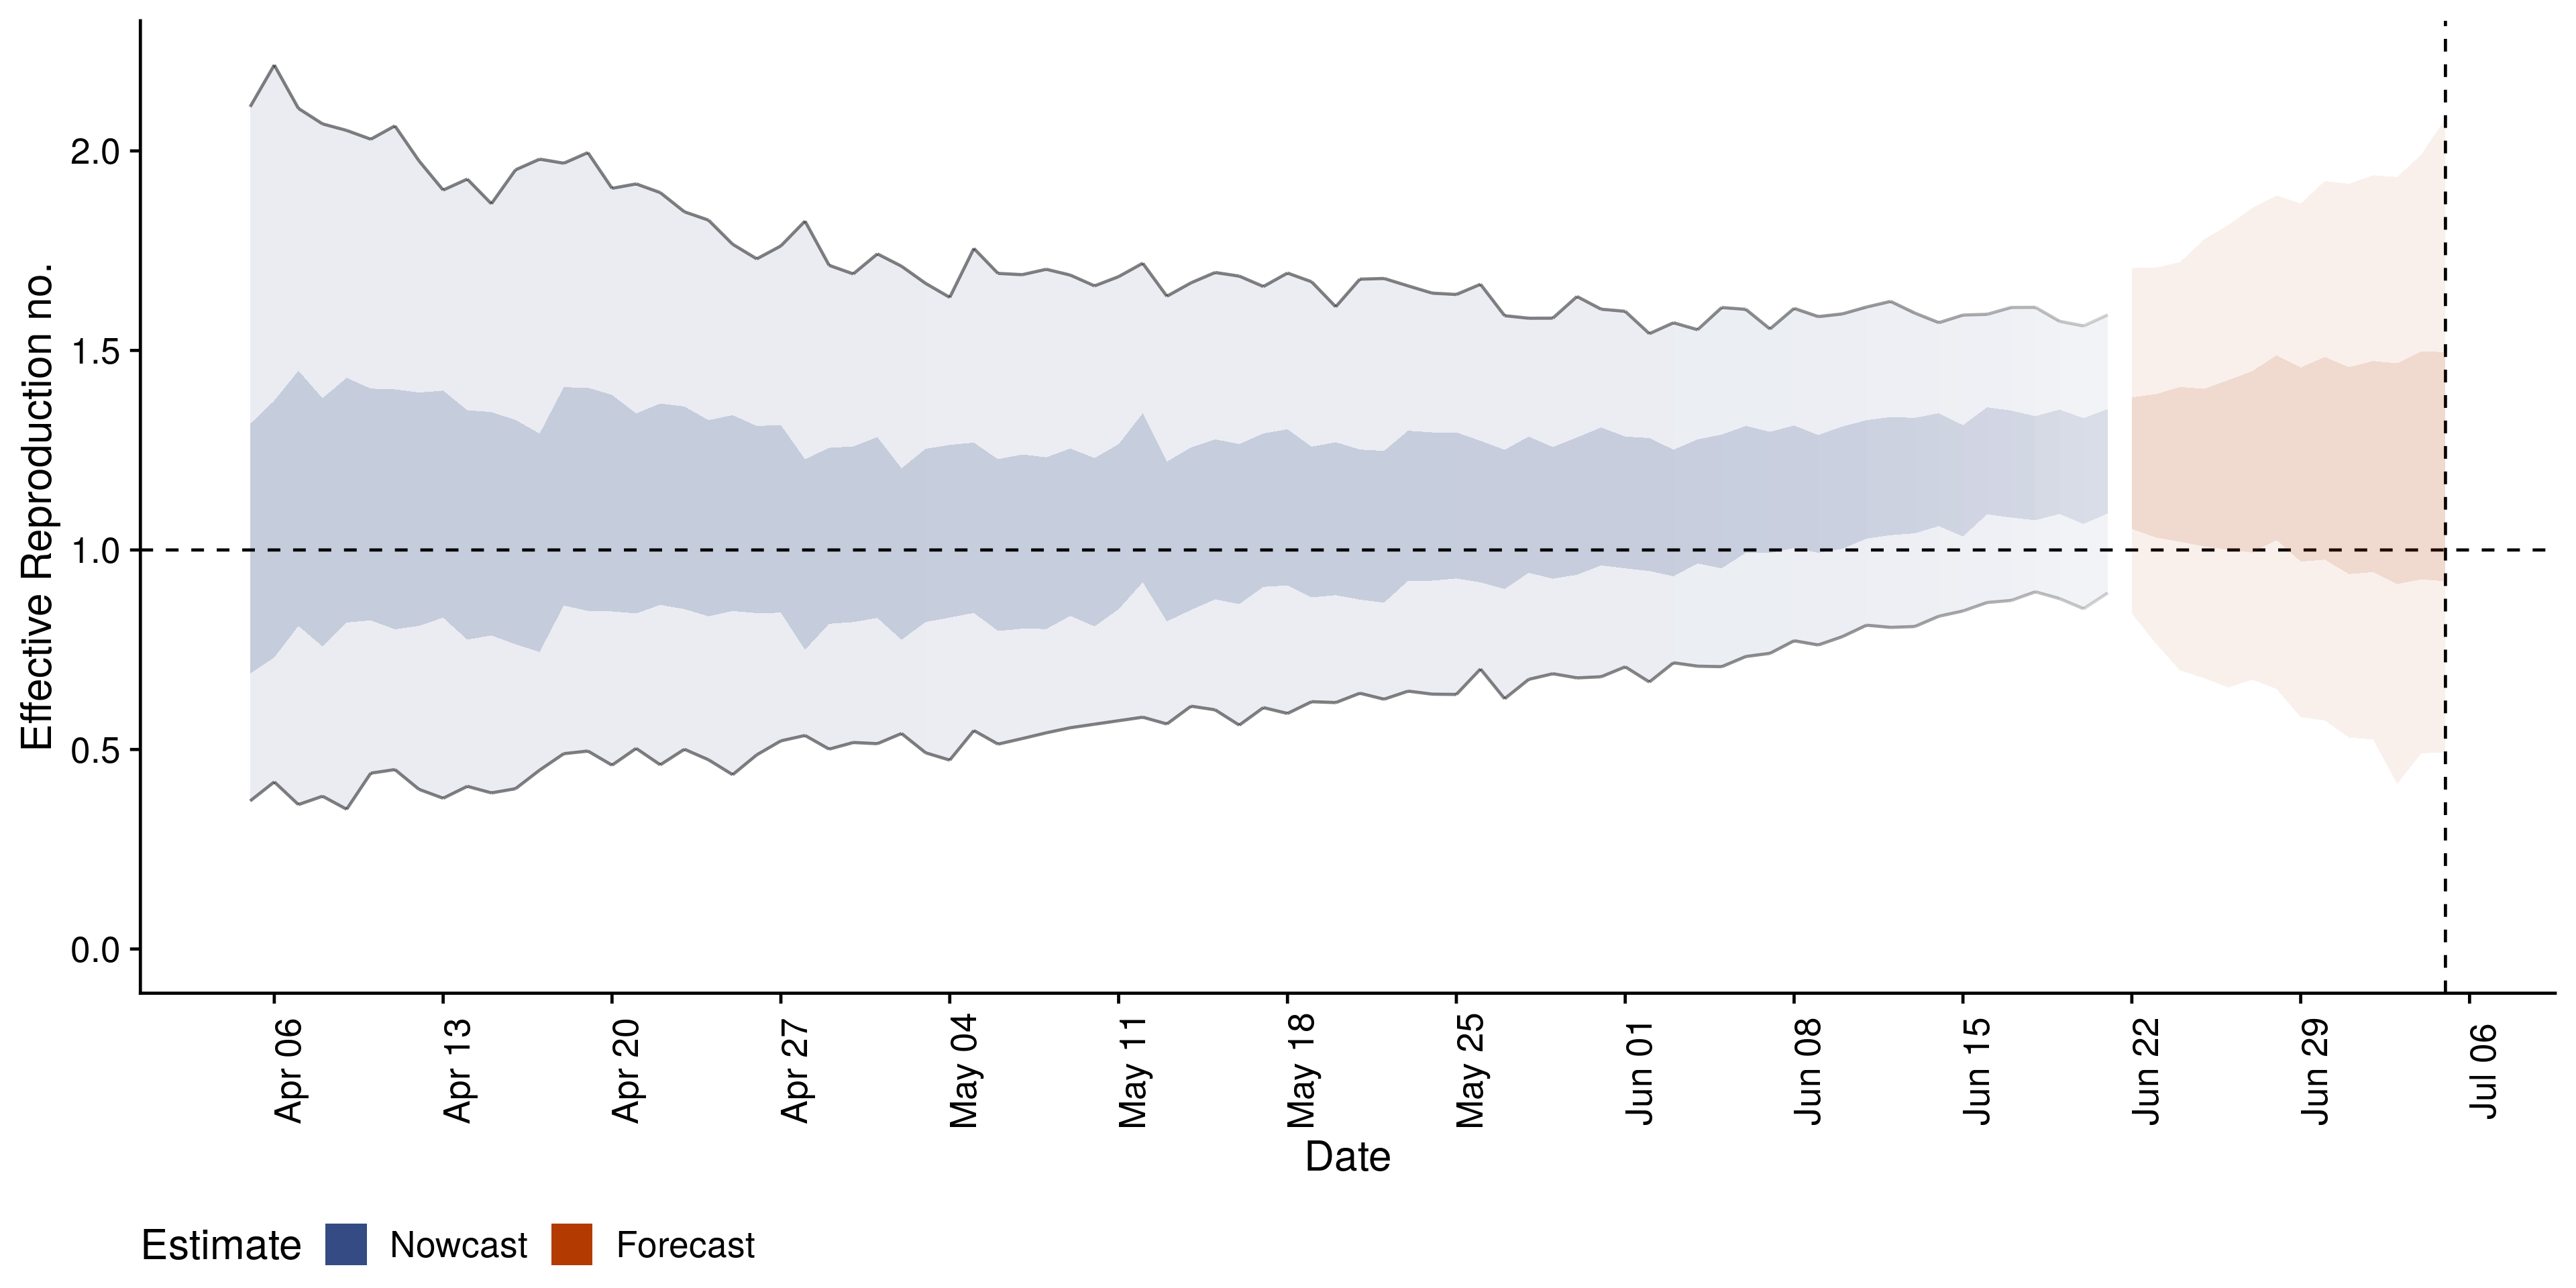 Effective Reproduction no.
2.0
1.5
1.0
0.5
0.0
Apr 06
Apr 13
Apr 20
Apr 27
May 04
May 11
May 18
May 25
Jun 01
Jun 08
Jun 15
Jun 22
Jun 29
Jul 06
Date
Estimate Nowcast Forecast